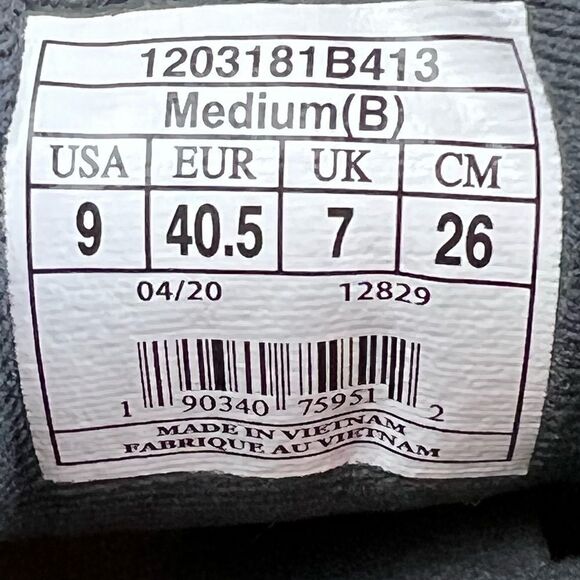 1203181B413
Medium(B)
USA EUR UK CM
9 40.5 7 26
04/20 12829
1 90340 75951 2
MADE IN VIETNAM
FABRIQUE AU VIETNAM